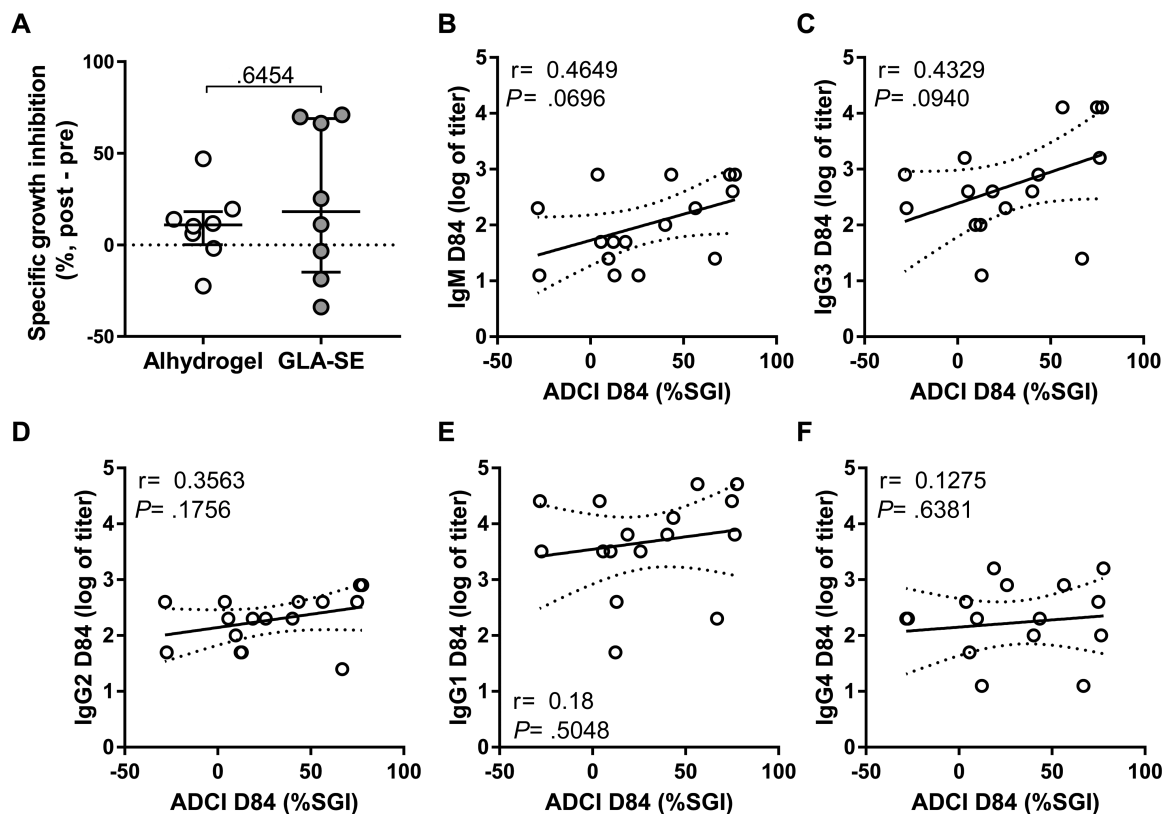 A
Specific growth inhibition
(%, post - pre)
100
50
0
-50
.6454
Alhydrogel
GLA-SE
B
IgM D84 (log of titer)
5
4
3
2
1
0
r= 0.4649
P= .0696
-50
0
50
100
ADCI D84 (%SGI)
C
IgG3 D84 (log of titer)
5
4
3
2
1
0
r= 0.4329
P= .0940
-50
0
50
100
ADCI D84 (%SGI)
D
IgG2 D84 (log of titer)
5
4
3
2
1
0
r= 0.3563
P= .1756
-50
0
50
100
ADCI D84 (%SGI)
E
IgG1 D84 (log of titer)
5
4
3
2
1
0
r= 0.18
P= .5048
-50
0
50
100
ADCI D84 (%SGI)
F
IgG4 D84 (log of titer)
5
4
3
2
1
0
r= 0.1275
P= .6381
-50
0
50
100
ADCI D84 (%SGI)